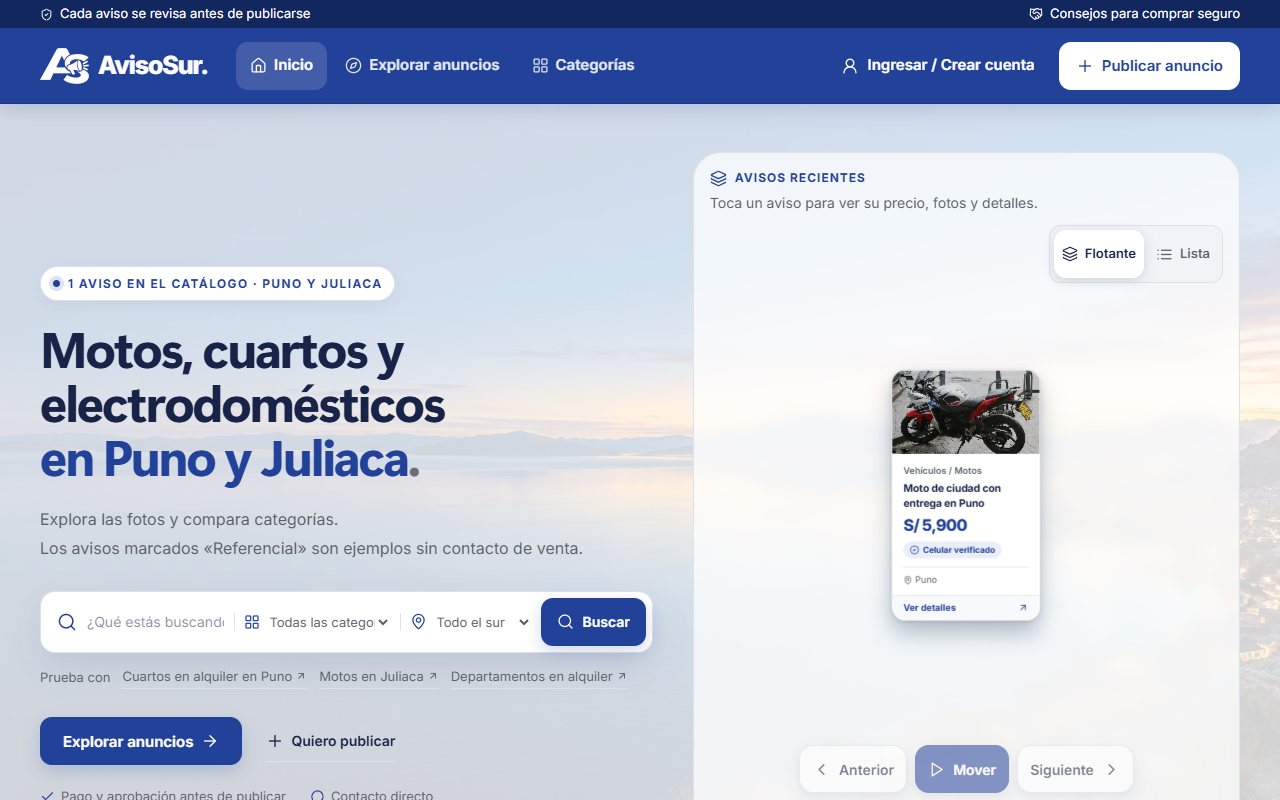 Cada aviso se revisa antes de publicarse
Consejos para comprar seguro
AS AvisoSur.
Inicio
Explorar anuncios
Categorías
Ingresar / Crear cuenta
Publicar anuncio
1 AVISO EN EL CATÁLOGO · PUNO Y JULIACA
Motos, cuartos y
electrodomésticos
en Puno y Juliaca.
Explora las fotos y compara categorías.
Los avisos marcados «Referencial» son ejemplos sin contacto de venta.
¿Qué estás buscand
Todas las catego
Todo el sur
Buscar
Prueba con
Cuartos en alquiler en Puno
Motos en Juliaca
Departamentos en alquiler
Explorar anuncios
Quiero publicar
Pago y aprobación antes de publicar
Contacto directo
AVISOS RECIENTES
Toca un aviso para ver su precio, fotos y detalles.
Flotante
Lista
Vehículos / Motos
Moto de ciudad con
entrega en Puno
S/ 5,900
Celular verificado
Puno
Ver detalles
Anterior
Mover
Siguiente